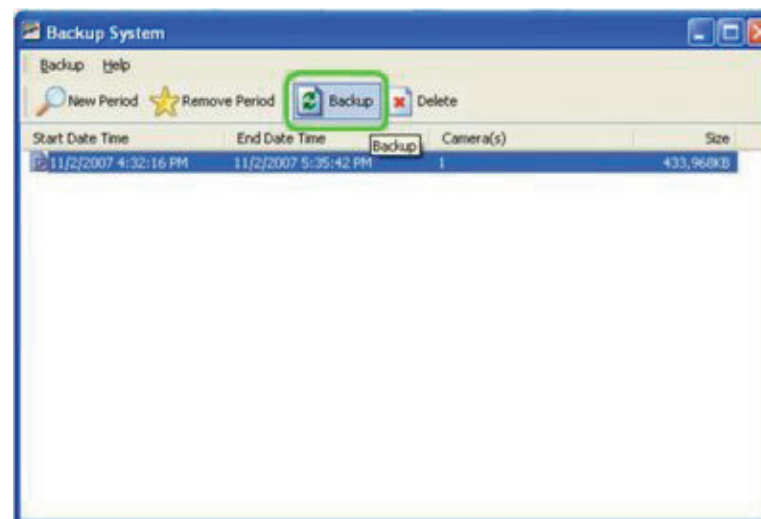 Backup System
Backup Help
New Period Remove Period Backup Delete
Start Date Time End Date Time Camera(s) Size
Backup
11/2/2007 4:32:16 PM 11/2/2007 5:35:42 PM 1 433,968KB